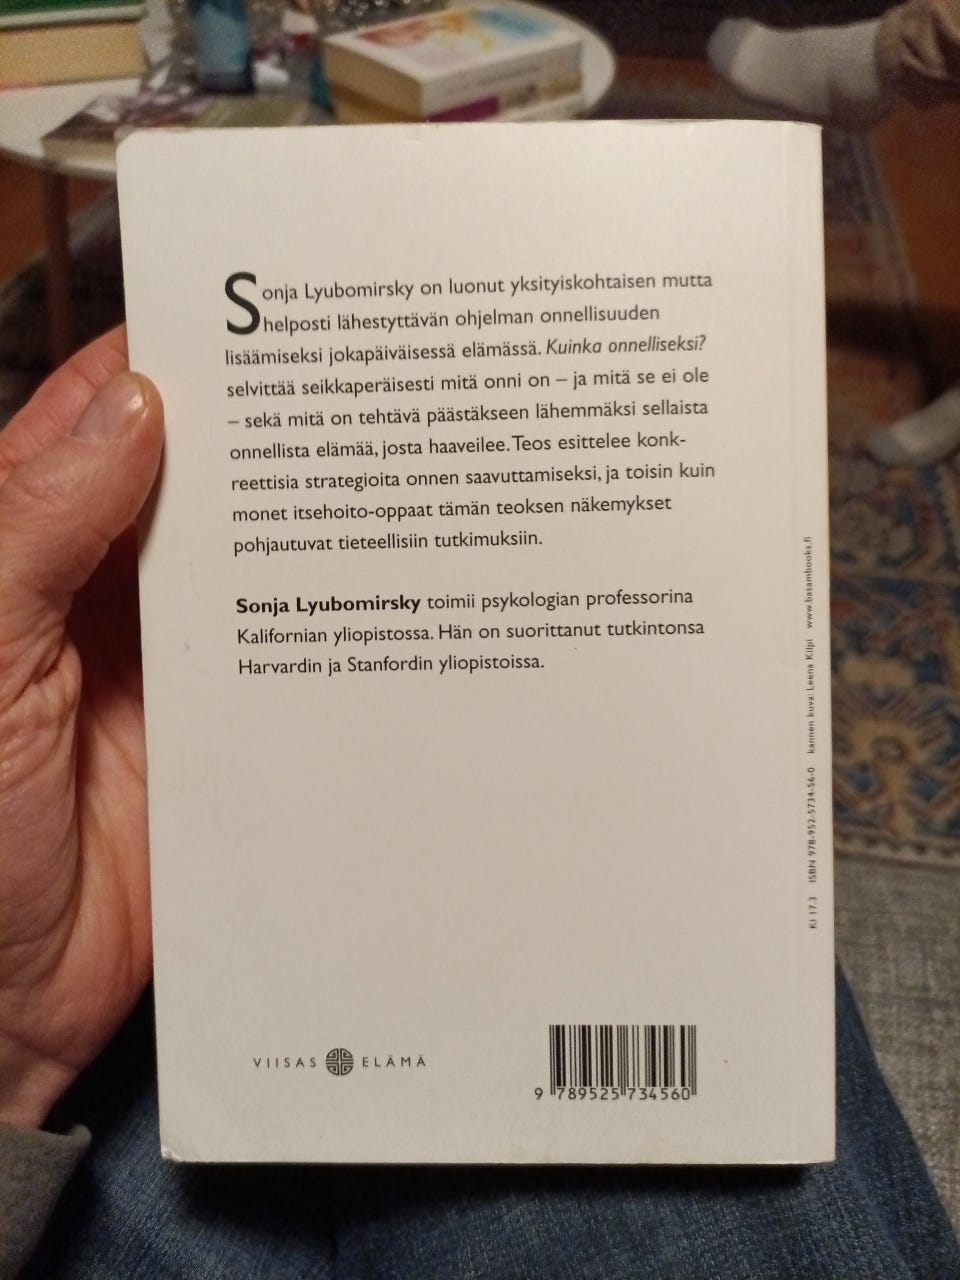 Sonja Lyubomirsky on luonut yksityiskohtaisen mutta
helposti lähestyttävän ohjelman onnellisuuden
lisäämiseksi jokapäiväisessä elämässä. Kuinka onnelliseksi?
selvittää seikkaperäisesti mitä onni on – ja mitä se ei ole
– sekä mitä on tehtävä päästäkseen lähemmäksi sellaista
onnellista elämää, josta haaveilee. Teos esittelee konk-
reettisia strategioita onnen saavuttamiseksi, ja toisin kuin
monet itsehoito-oppaat tämän teoksen näkemykset
pohjautuvat tieteellisiin tutkimuksiin.
Sonja Lyubomirsky toimii psykologian professorina
Kalifornian yliopistossa. Hän on suorittanut tutkintonsa
Harvardin ja Stanfordin yliopistoissa.
Kl 17.3 ISBN 978-952-5734-56-0 kannen kuva: Leena Kilpi www.basambooks.fi
VIISAS ELÄMÄ
9 789525 734560